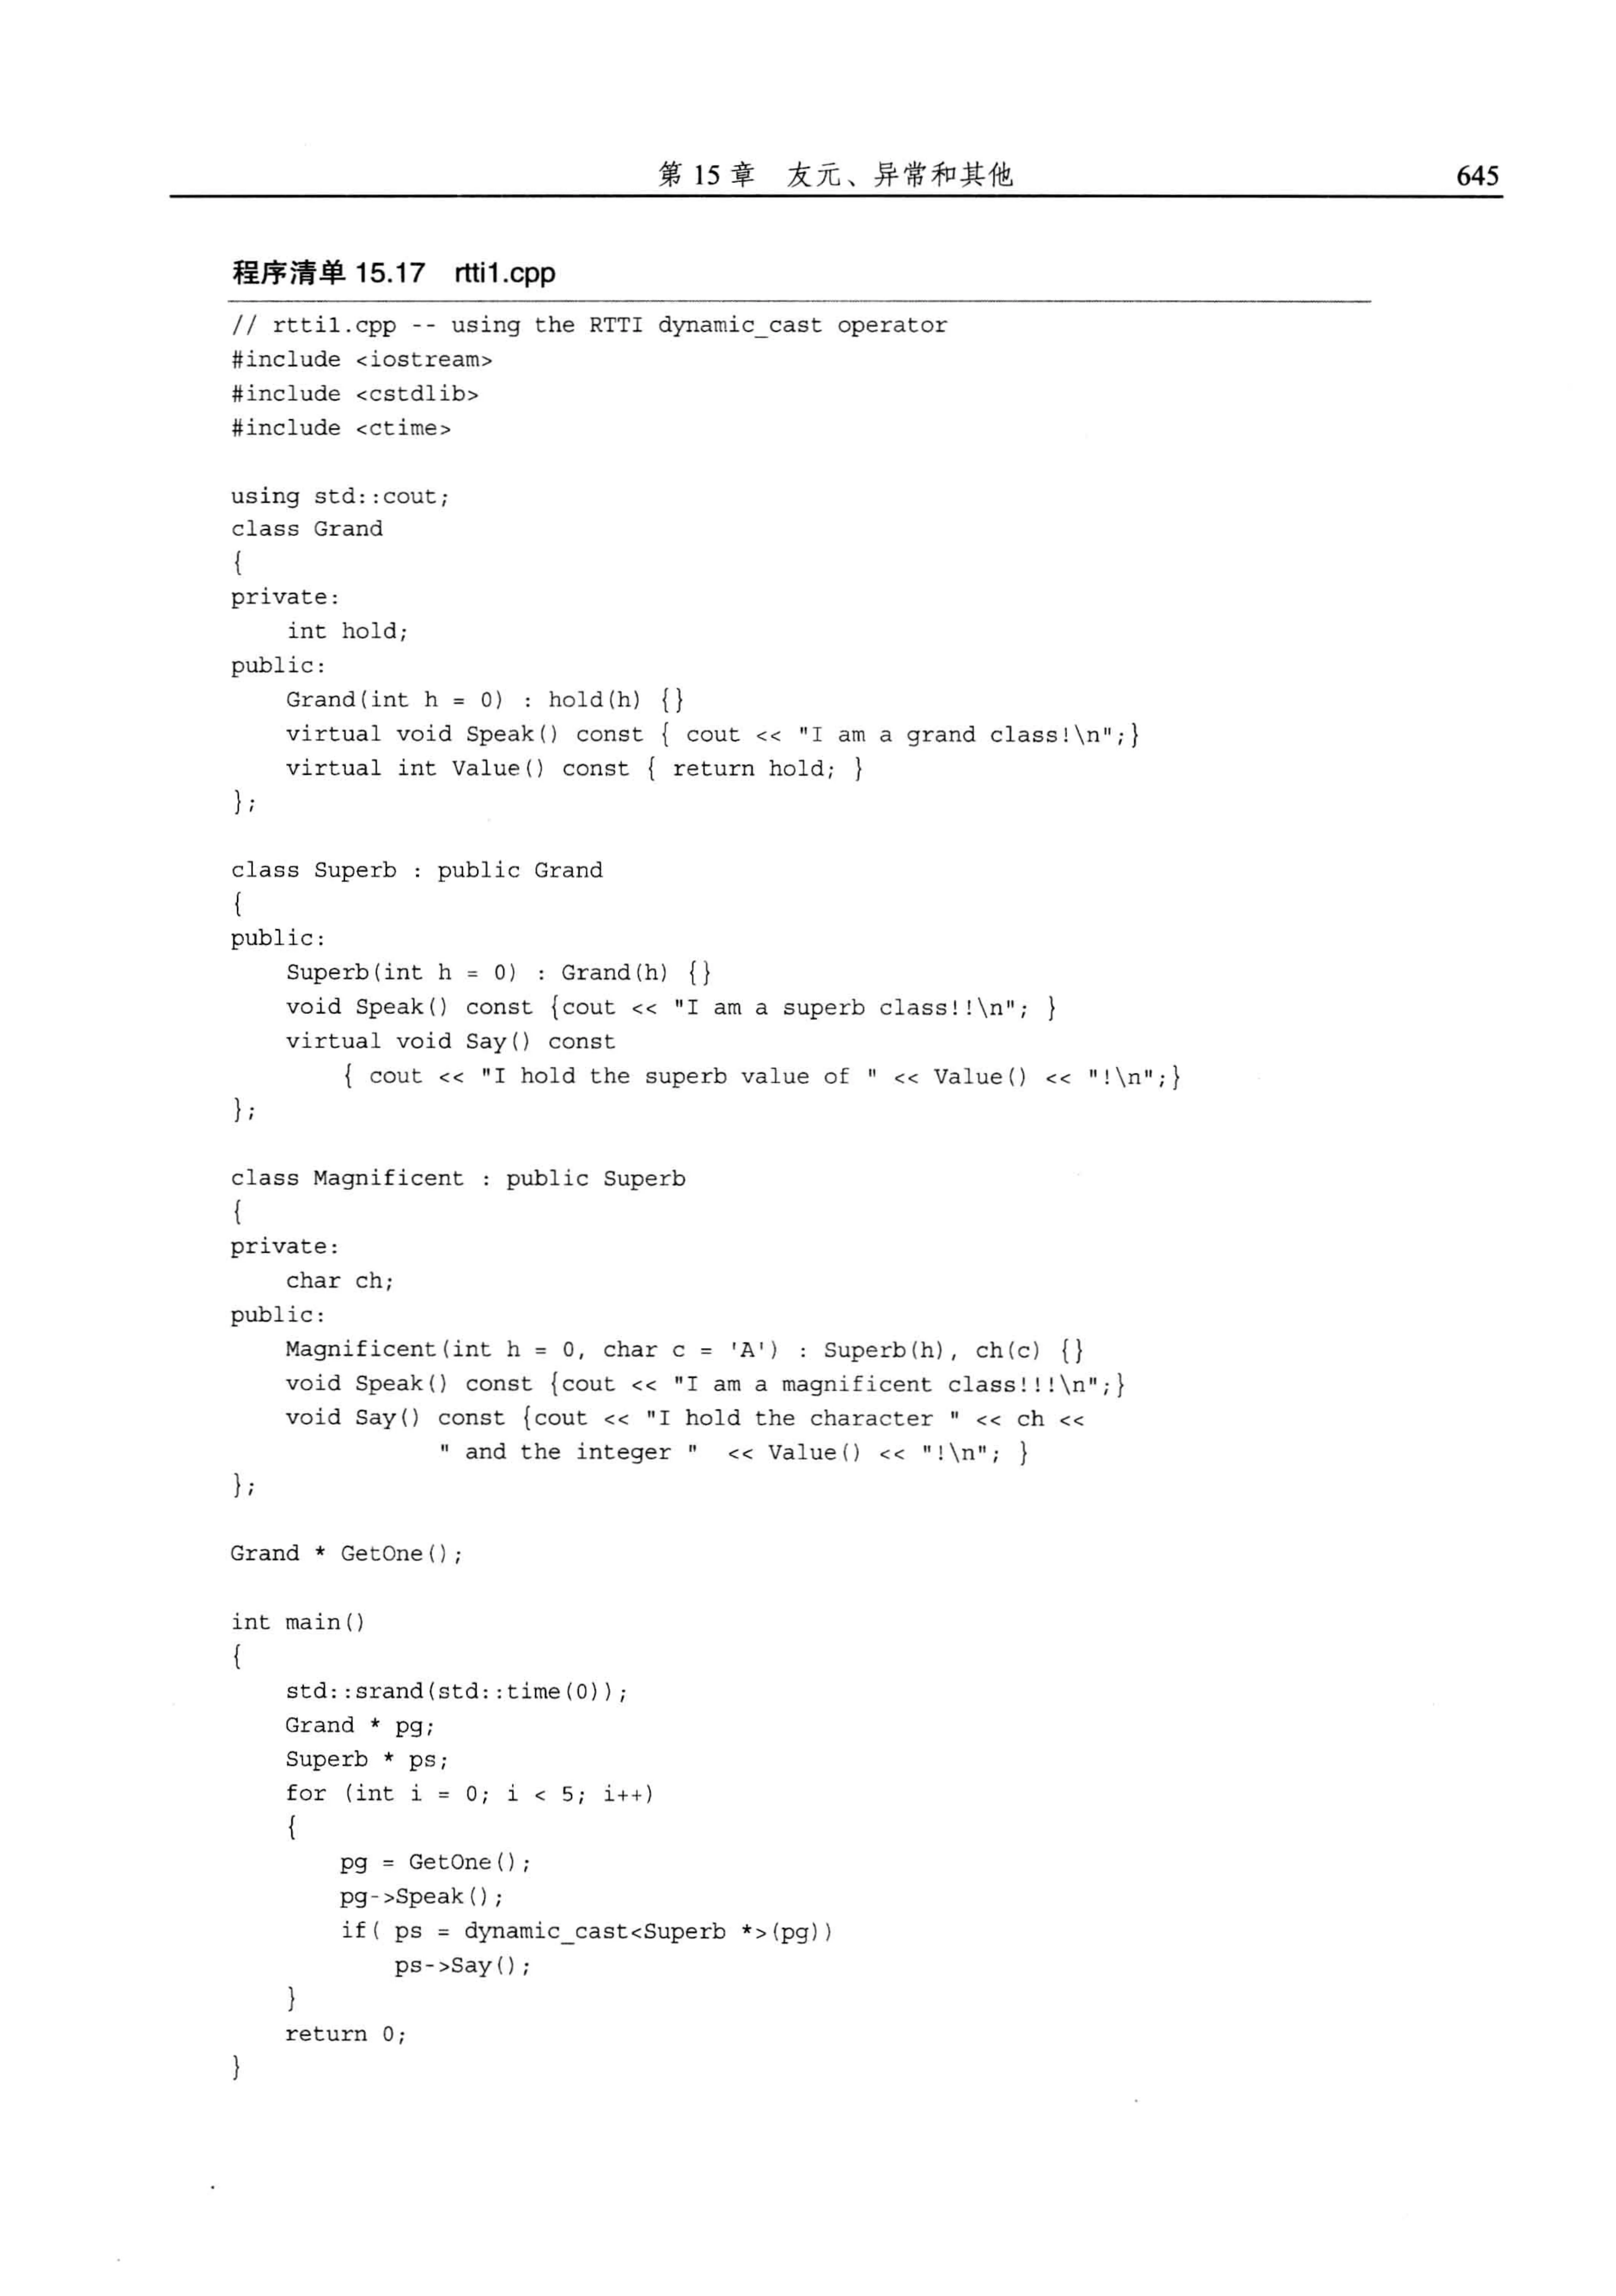 第 15 章 友元、异常和其他 645
程序清单 15.17 rtti1.cpp
// rtti1.cpp -- using the RTTI dynamic_cast operator
#include <iostream>
#include <cstdlib>
#include <ctime>
using std::cout;
class Grand
{
private:
    int hold;
public:
    Grand(int h = 0) : hold(h) {}
    virtual void Speak() const { cout << "I am a grand class!\n";}
    virtual int Value() const { return hold; }
};
class Superb : public Grand
{
public:
    Superb(int h = 0) : Grand(h) {}
    void Speak() const {cout << "I am a superb class!!\n"; }
    virtual void Say() const
        { cout << "I hold the superb value of " << Value() << "!\n";}
};
class Magnificent : public Superb
{
private:
    char ch;
public:
    Magnificent(int h = 0, char c = 'A') : Superb(h), ch(c) {}
    void Speak() const {cout << "I am a magnificent class!!!\n";}
    void Say() const {cout << "I hold the character " << ch <<
               " and the integer "  << Value() << "!\n"; }
};
Grand * GetOne();
int main()
{
    std::srand(std::time(0));
    Grand * pg;
    Superb * ps;
    for (int i = 0; i < 5; i++)
    {
        pg = GetOne();
        pg->Speak();
        if( ps = dynamic_cast<Superb *>(pg))
            ps->Say();
    }
    return 0;
}